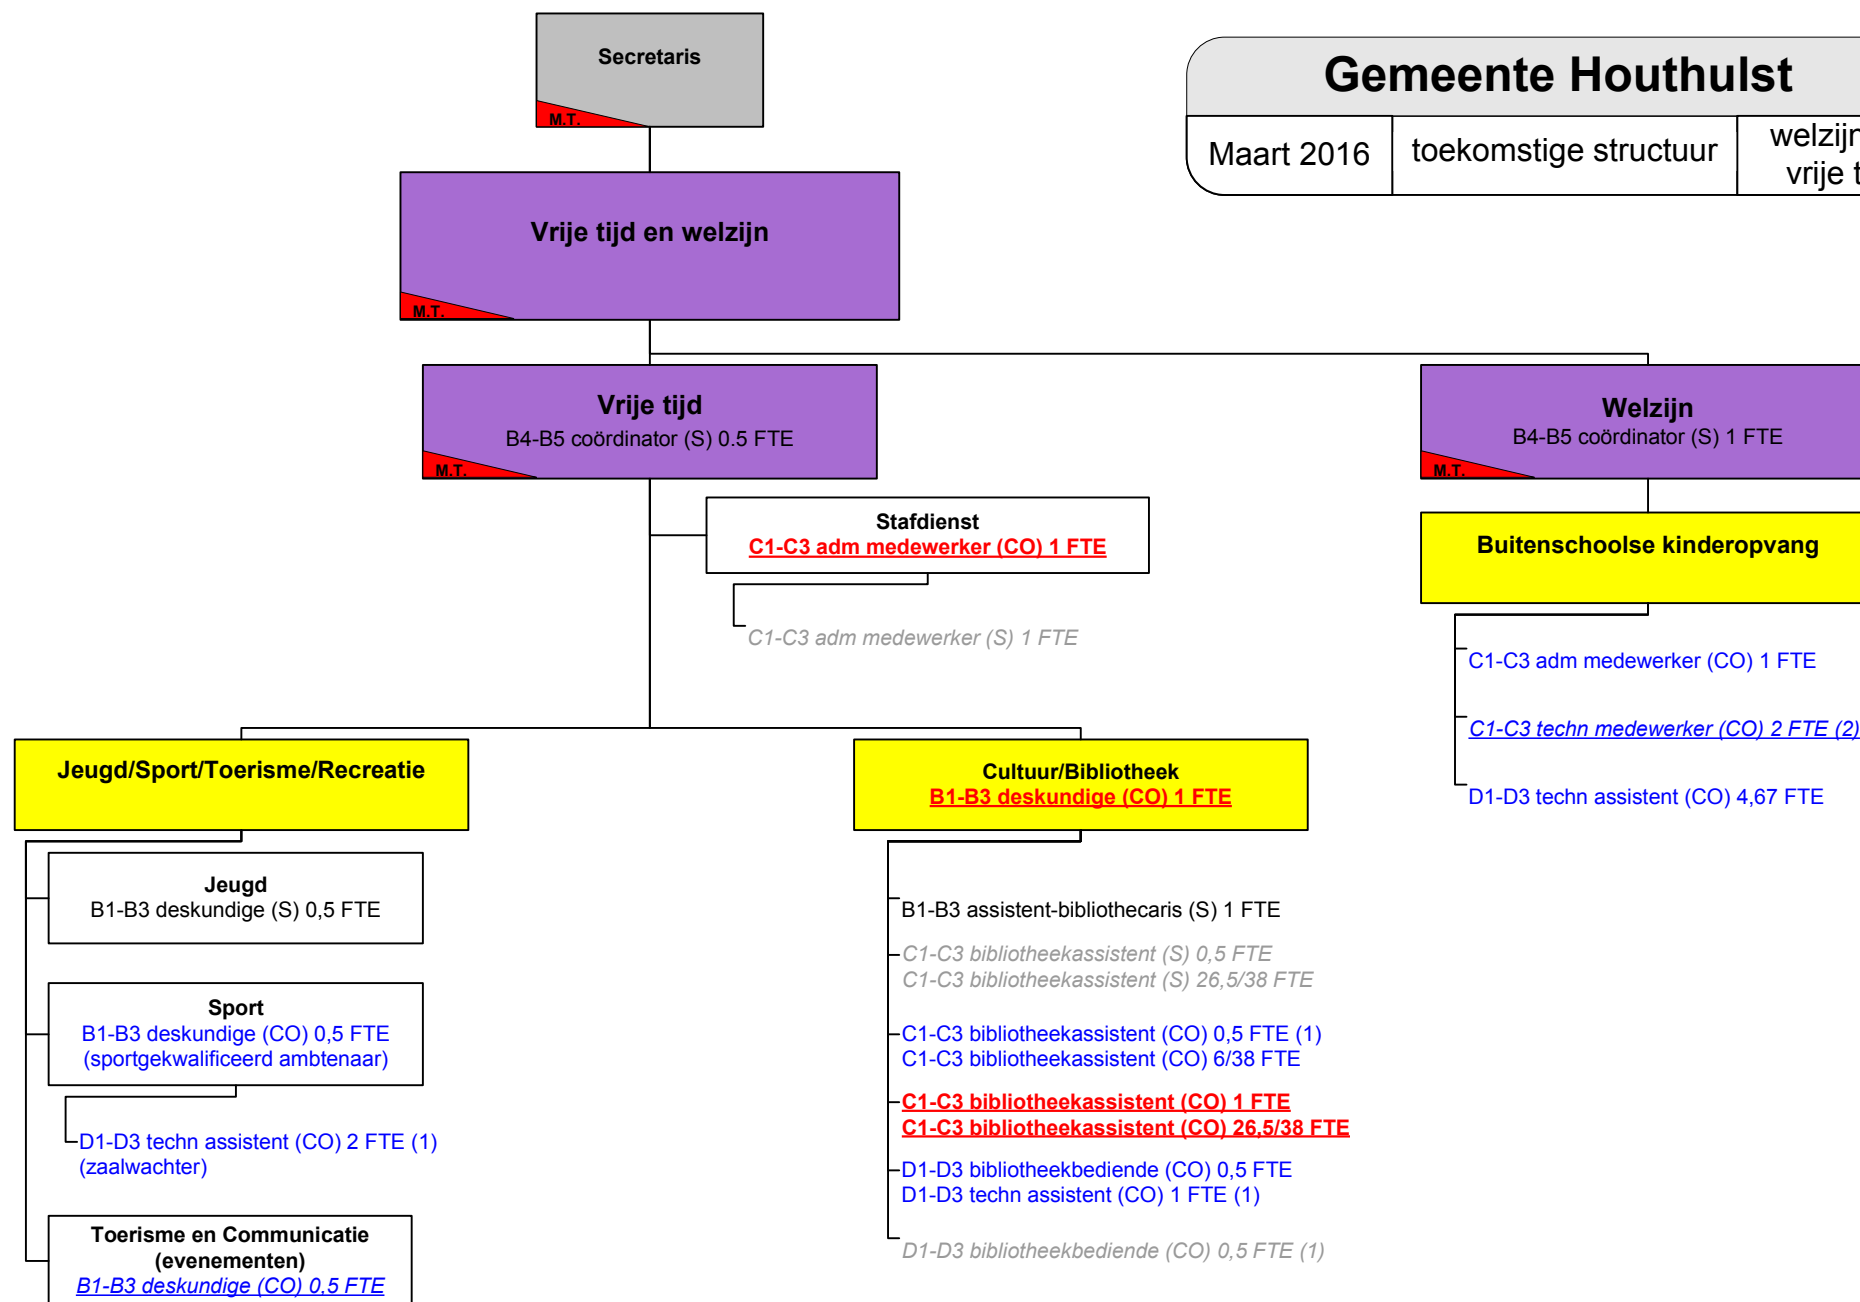 Secretaris
M.T.
Gemeente Houthulst
Maart 2016
toekomstige structuur
welzijn
vrije t
Vrije tijd en welzijn
M.T.
Vrije tijd
B4-B5 coördinator (S) 0.5 FTE
M.T.
Welzijn
B4-B5 coördinator (S) 1 FTE
M.T.
Stafdienst
C1-C3 adm medewerker (CO) 1 FTE
C1-C3 adm medewerker (S) 1 FTE
Buitenschoolse kinderopvang
C1-C3 adm medewerker (CO) 1 FTE
C1-C3 techn medewerker (CO) 2 FTE (2)
D1-D3 techn assistent (CO) 4,67 FTE
Jeugd/Sport/Toerisme/Recreatie
Jeugd
B1-B3 deskundige (S) 0,5 FTE
Sport
B1-B3 deskundige (CO) 0,5 FTE
(sportgekwalificeerd ambtenaar)
D1-D3 techn assistent (CO) 2 FTE (1)
(zaalwachter)
Toerisme en Communicatie
(evenementen)
B1-B3 deskundige (CO) 0,5 FTE
Cultuur/Bibliotheek
B1-B3 deskundige (CO) 1 FTE
B1-B3 assistent-bibliothecaris (S) 1 FTE
C1-C3 bibliotheekassistent (S) 0,5 FTE
C1-C3 bibliotheekassistent (S) 26,5/38 FTE
C1-C3 bibliotheekassistent (CO) 0,5 FTE (1)
C1-C3 bibliotheekassistent (CO) 6/38 FTE
C1-C3 bibliotheekassistent (CO) 1 FTE
C1-C3 bibliotheekassistent (CO) 26,5/38 FTE
D1-D3 bibliotheekbediende (CO) 0,5 FTE
D1-D3 techn assistent (CO) 1 FTE (1)
D1-D3 bibliotheekbediende (CO) 0,5 FTE (1)